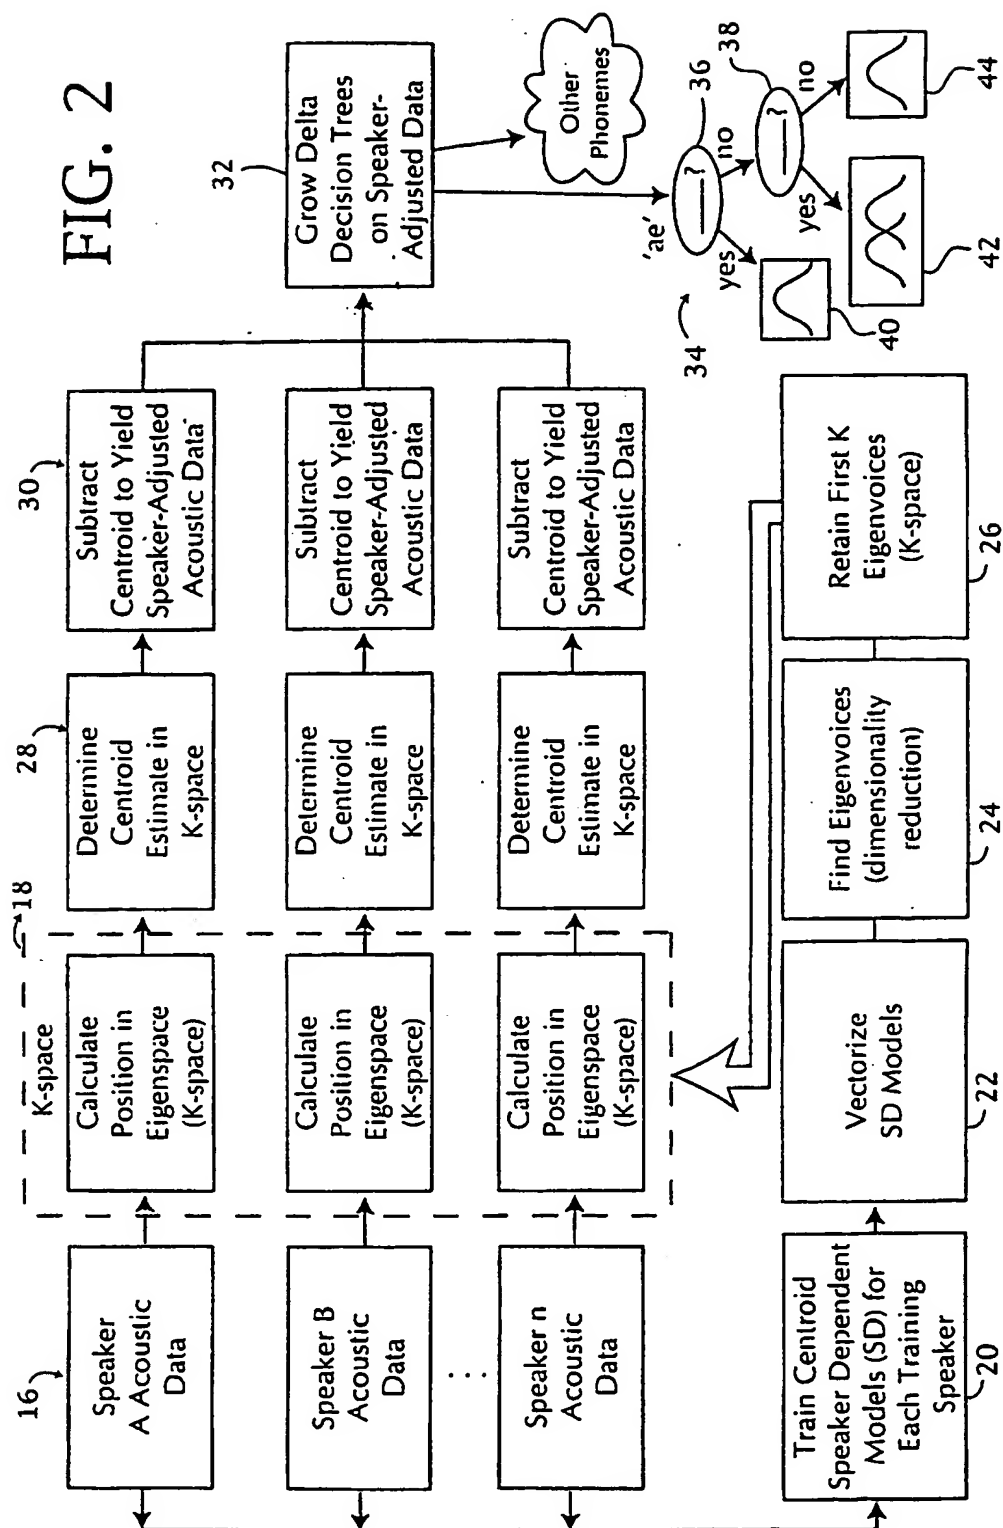 FIG. 2
16
Speaker
A Acoustic
Data
Speaker B
Acoustic
Data
Speaker n
Acoustic
Data
K-space
18
Calculate
Position in
Eigenspace
(K-space)
Calculate
Position in
Eigenspace
(K-space)
Calculate
Position in
Eigenspace
(K-space)
28
Determine
Centroid
Estimate in
K-space
Determine
Centroid
Estimate in
K-space
Determine
Centroid
Estimate in
K-space
30
Subtract
Centroid to Yield
Speaker-Adjusted
Acoustic Data
Subtract
Centroid to Yield
Speaker-Adjusted
Acoustic Data
Subtract
Centroid to Yield
Speaker-Adjusted
Acoustic Data
32
Grow Delta
Decision Trees
on Speaker-
Adjusted Data
Other
Phonemes
'ae'
34
?
36
yes
no
?
38
yes
no
40
42
44
Train Centroid
Speaker Dependent
Models (SD) for
Each Training
Speaker
20
Vectorize
SD Models
22
Find Eigenvoices
(dimensionality
reduction)
24
Retain First K
Eigenvoices
(K-space)
26